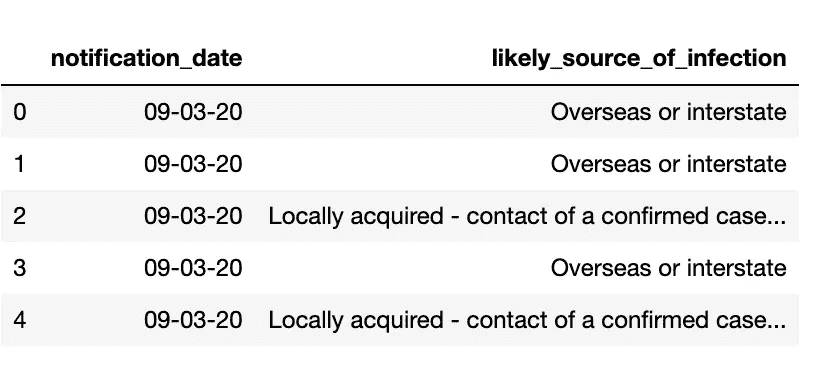 notification_date likely_source_of_infection
0 09-03-20 Overseas or interstate
1 09-03-20 Overseas or interstate
2 09-03-20 Locally acquired - contact of a confirmed case...
3 09-03-20 Overseas or interstate
4 09-03-20 Locally acquired - contact of a confirmed case...